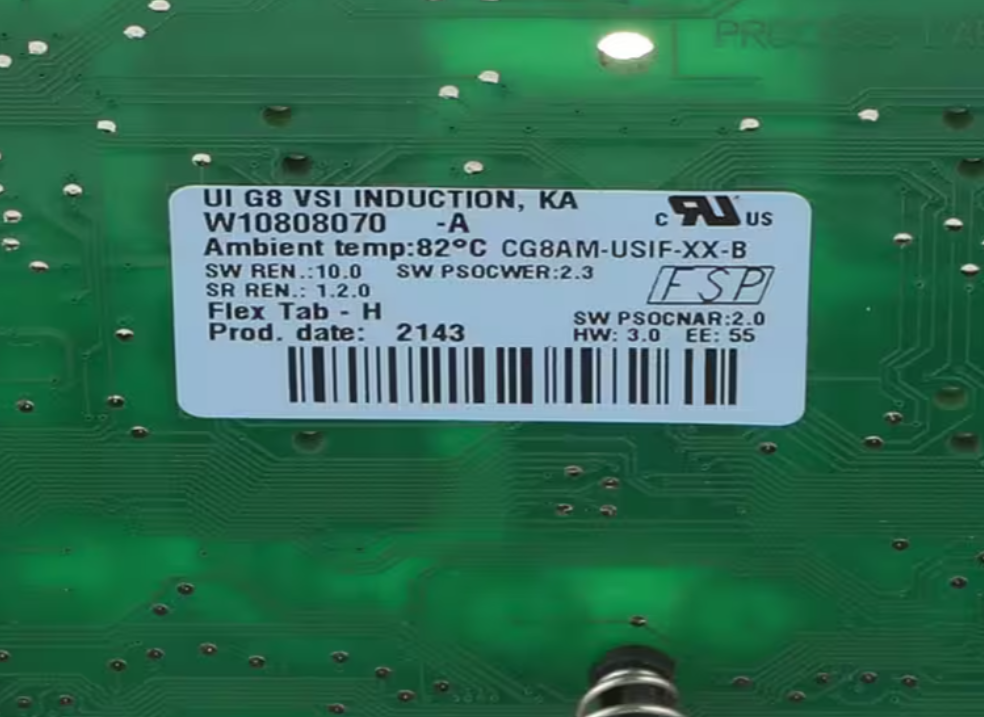 UI G8 VSI INDUCTION, KA
W10808070 -A
c RU US
Ambient temp:82°C CG8AM-USIF-XX-B
SW REN.:10.0 SW PSOCWER:2.3
SR REN.: 1.2.0
FSP
Flex Tab - H
SW PSOCNAR:2.0
Prod. date: 2143
HW: 3.0 EE: 55